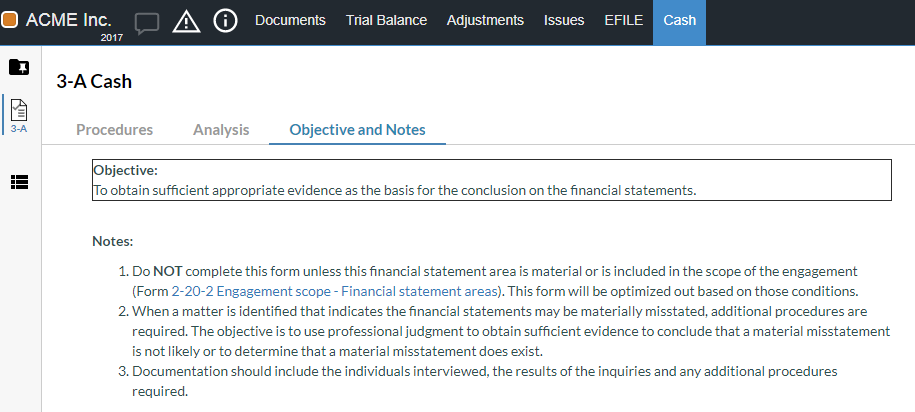 ACME Inc.
2017
Documents Trial Balance Adjustments Issues EFILE Cash
3-A Cash
3-A
Procedures Analysis Objective and Notes
Objective:
To obtain sufficient appropriate evidence as the basis for the conclusion on the financial statements.
Notes:
1. Do NOT complete this form unless this financial statement area is material or is included in the scope of the engagement
(Form 2-20-2 Engagement scope - Financial statement areas). This form will be optimized out based on those conditions.
2. When a matter is identified that indicates the financial statements may be materially misstated, additional procedures are
required. The objective is to use professional judgment to obtain sufficient evidence to conclude that a material misstatement
is not likely or to determine that a material misstatement does exist.
3. Documentation should include the individuals interviewed, the results of the inquiries and any additional procedures
required.